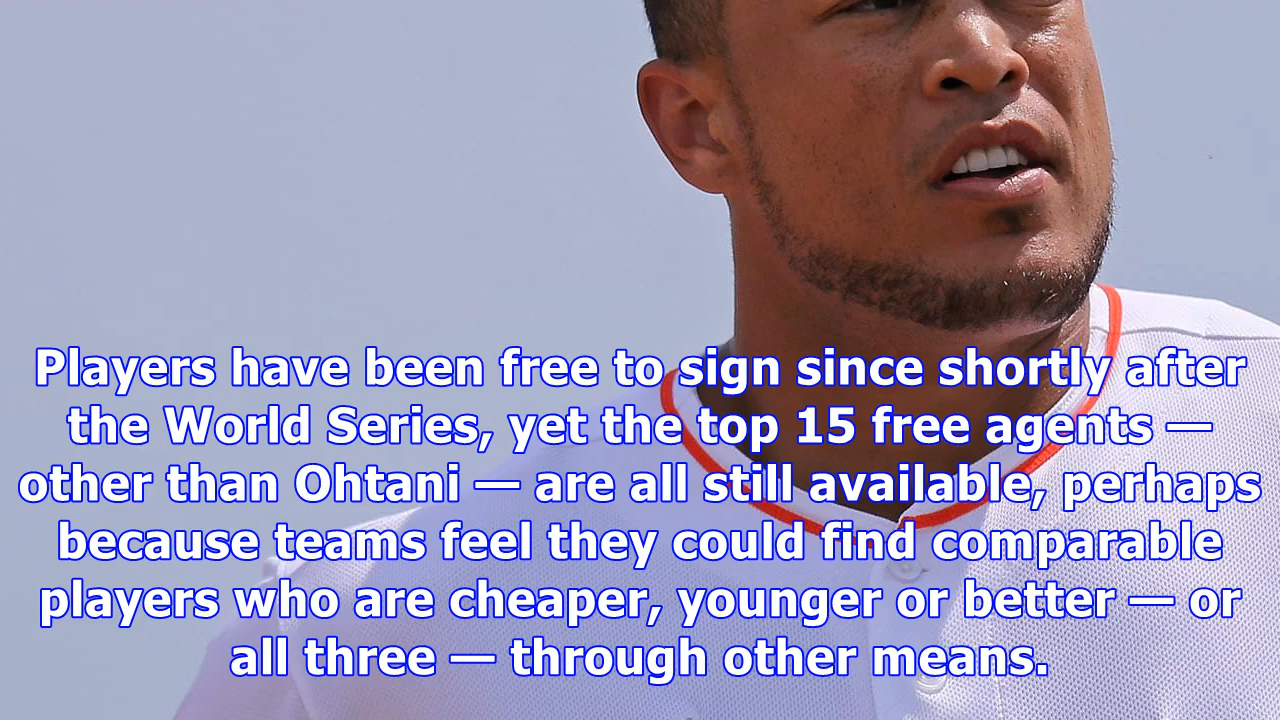 Players have been free to sign since shortly after
the World Series, yet the top 15 free agents —
other than Ohtani — are all still available, perhaps
because teams feel they could find comparable
players who are cheaper, younger or better — or
all three — through other means.